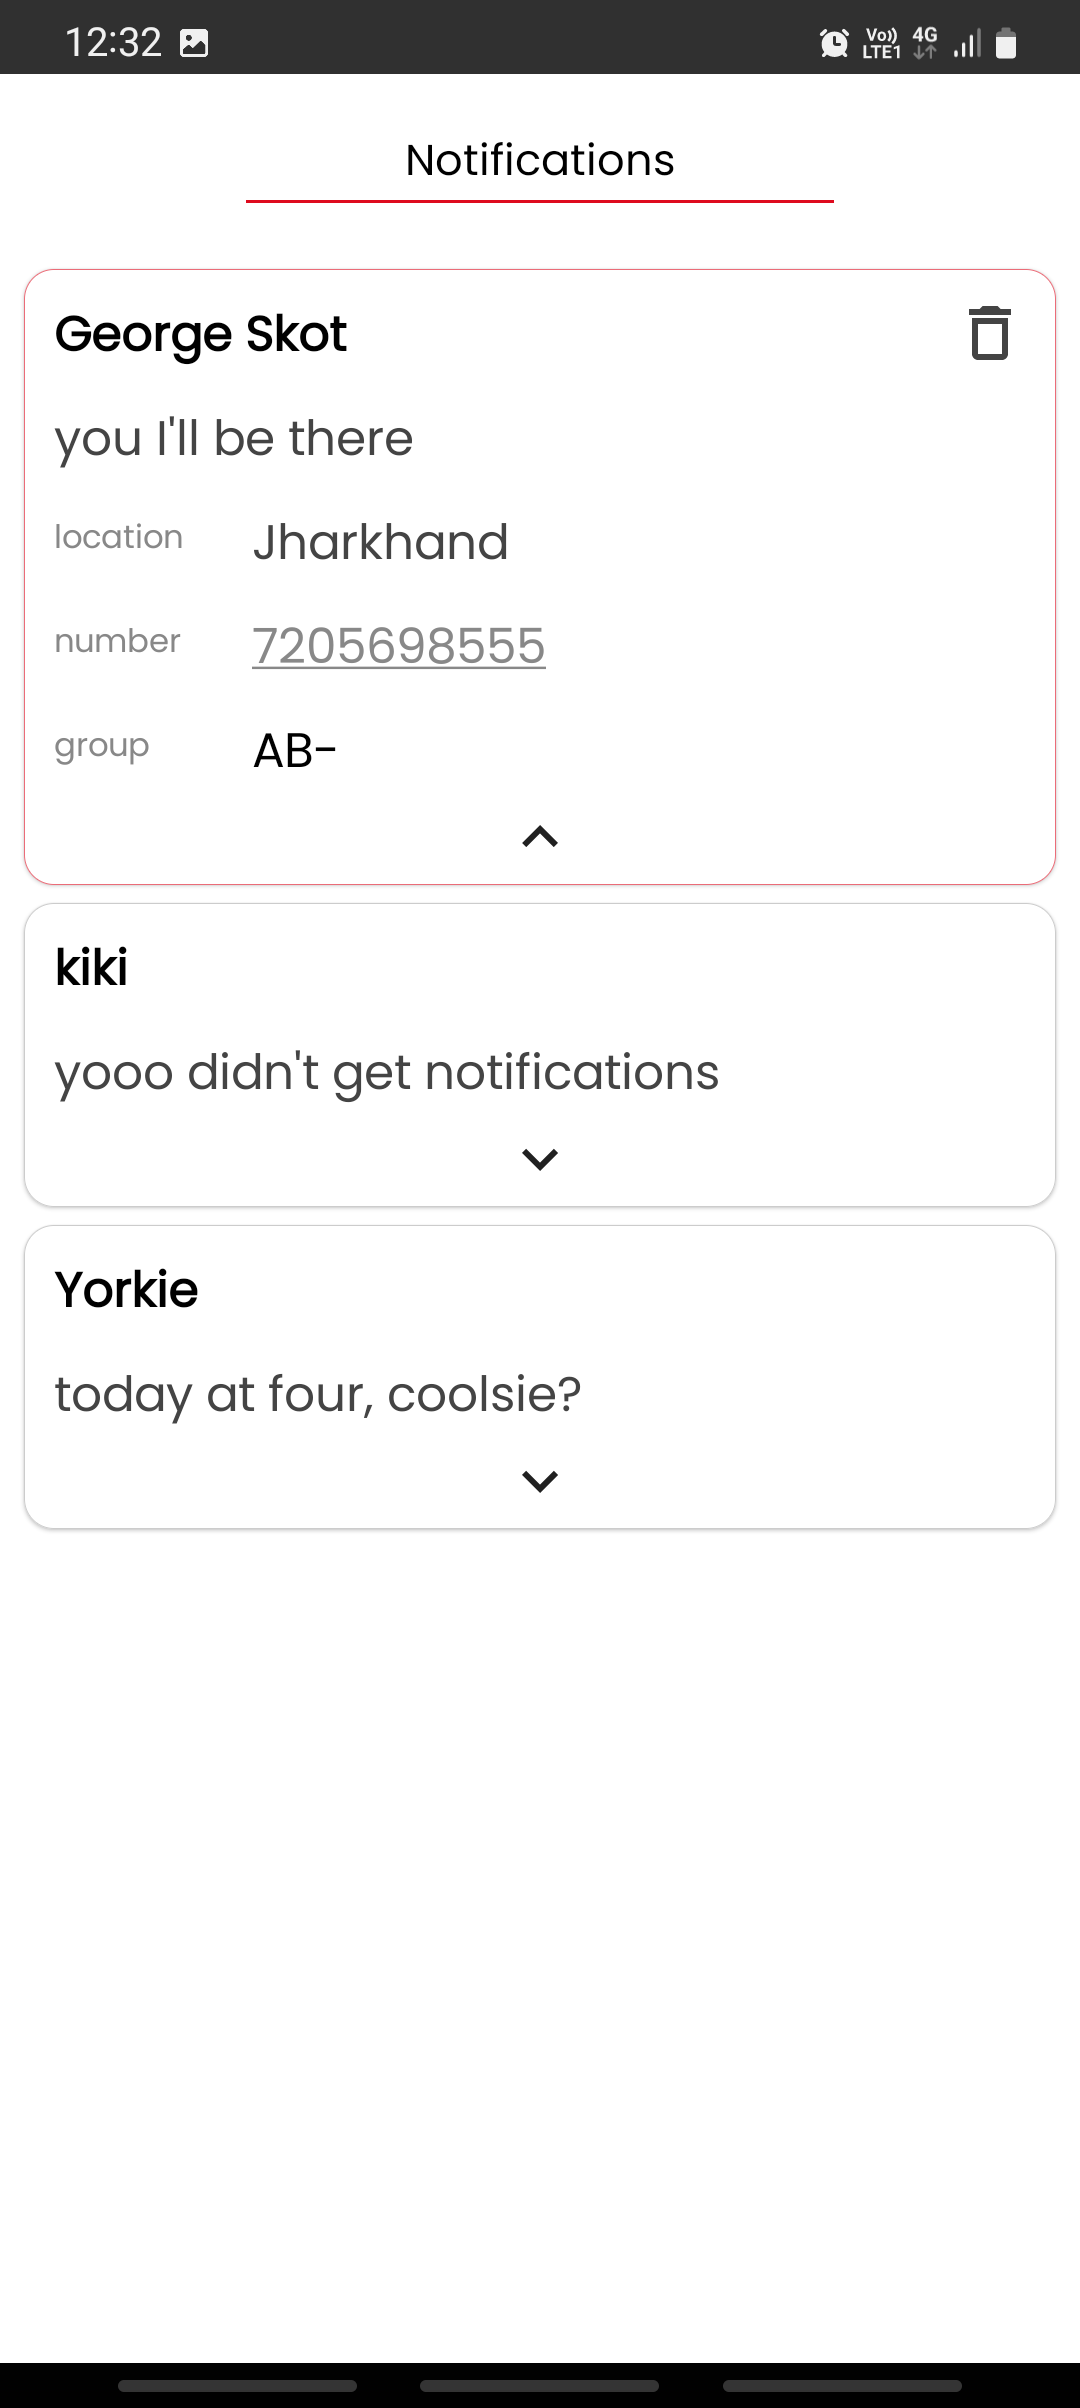 12:32
Vo)) LTE1 4G
Notifications
George Skot
you I'll be there
location Jharkhand
number 7205698555
group AB-
kiki
yooo didn't get notifications
Yorkie
today at four, coolsie?